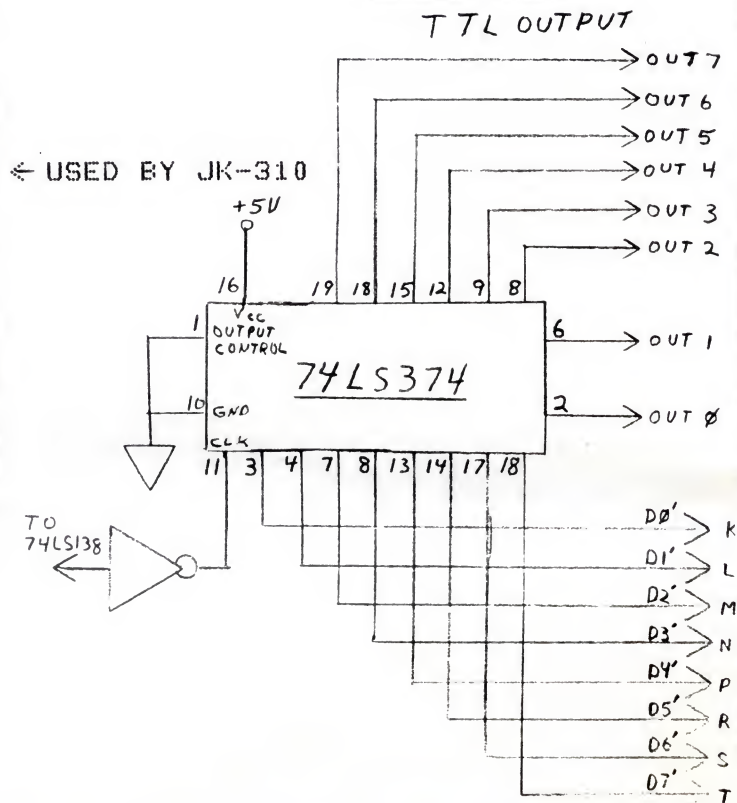 TTL OUTPUT
OUT 7
OUT 6
← USED BY JK-310
OUT 5
OUT 4
+5V
OUT 3
OUT 2
16 19 18 15 12 9 8
1 Vcc
OUTPUT
CONTROL
6 OUT 1
74LS374
10 GND
2 OUT Ø
CLK
11 3 4 7 8 13 14 17 18
TO
74LS138
DØ' K
D1' L
D2' M
D3' N
D4' P
D5' R
D6' S
D7' T